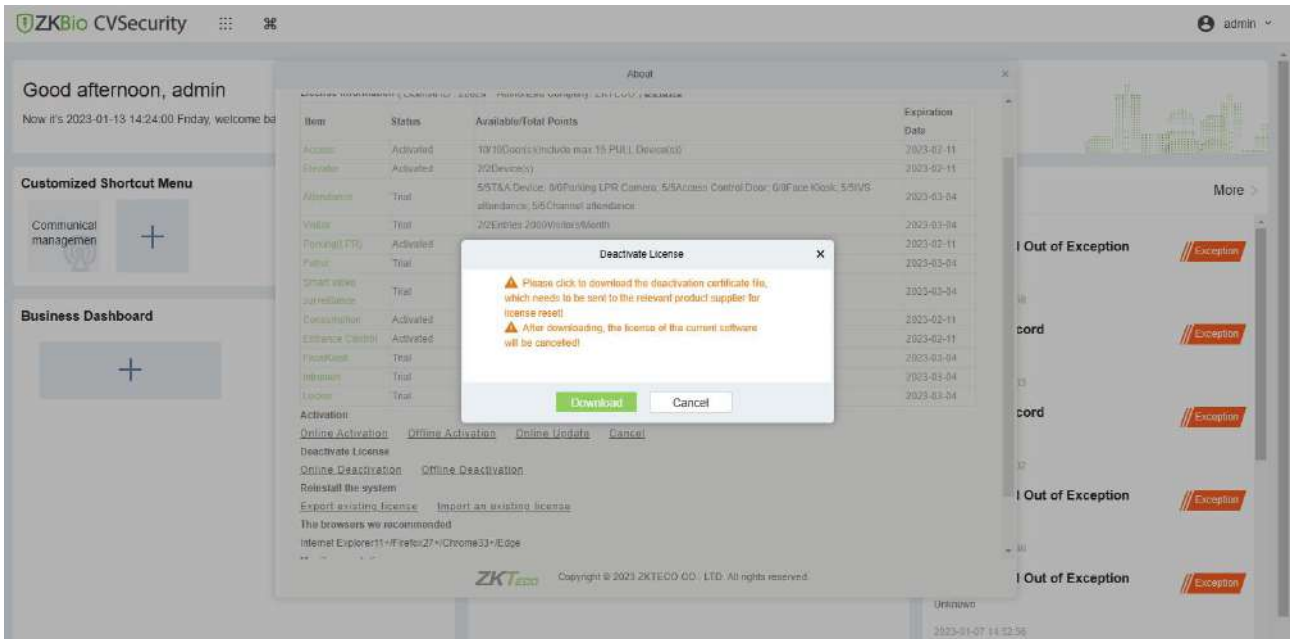 ZKBio CVSecurity
admin
Good afternoon, admin
Now it's 2023-01-13 14:24:00 Friday, welcome ba
Customized Shortcut Menu
Communical
managemen
Business Dashboard
About
Item Status Available/Total Points Expiration
Date
Access Activated 10/10Door(s)(include max 15 PULL Device(s)) 2023-02-11
Elevator Activated 2/2Device(s) 2023-02-11
Attendance Trial 5/5T&A Device; 6/6Parking LPR Camera; 5/5Access Control Door; 6/6Face Kiosk; 5/5IVS
attendance; 5/5Channel attendance 2023-03-04
Visitor Trial 2/2Entries 2000Visitors/Month 2023-03-04
Activated 2023-02-11
Patrol Trial 2023-03-04
Smart video
surveillance Trial 2023-03-04
Consumption Activated 2023-02-11
Entrance Control Activated 2023-02-11
FaceKiosk Trial 2023-03-04
Intrusion Trial 2023-03-04
Locker Trial 2023-03-04
Deactivate License
Please click to download the deactivation certificate file,
which needs to be sent to the relevant product supplier for
license reset!
After downloading, the license of the current software
will be cancelled!
Download Cancel
Activation
Online Activation Offline Activation Online Update Cancel
Deactivate License
Online Deactivation Offline Deactivation
Reinstall the system
Export existing license Import an existing license
The browsers we recommended
Internet Explorer11+/Firefox27+/Chrome33+/Edge
ZKTeco Copyright © 2023 ZKTECO CO., LTD. All rights reserved.
More
l Out of Exception Exception
cord Exception
cord Exception
l Out of Exception Exception
l Out of Exception Exception
Unknown
2023-01-07 14:52:56